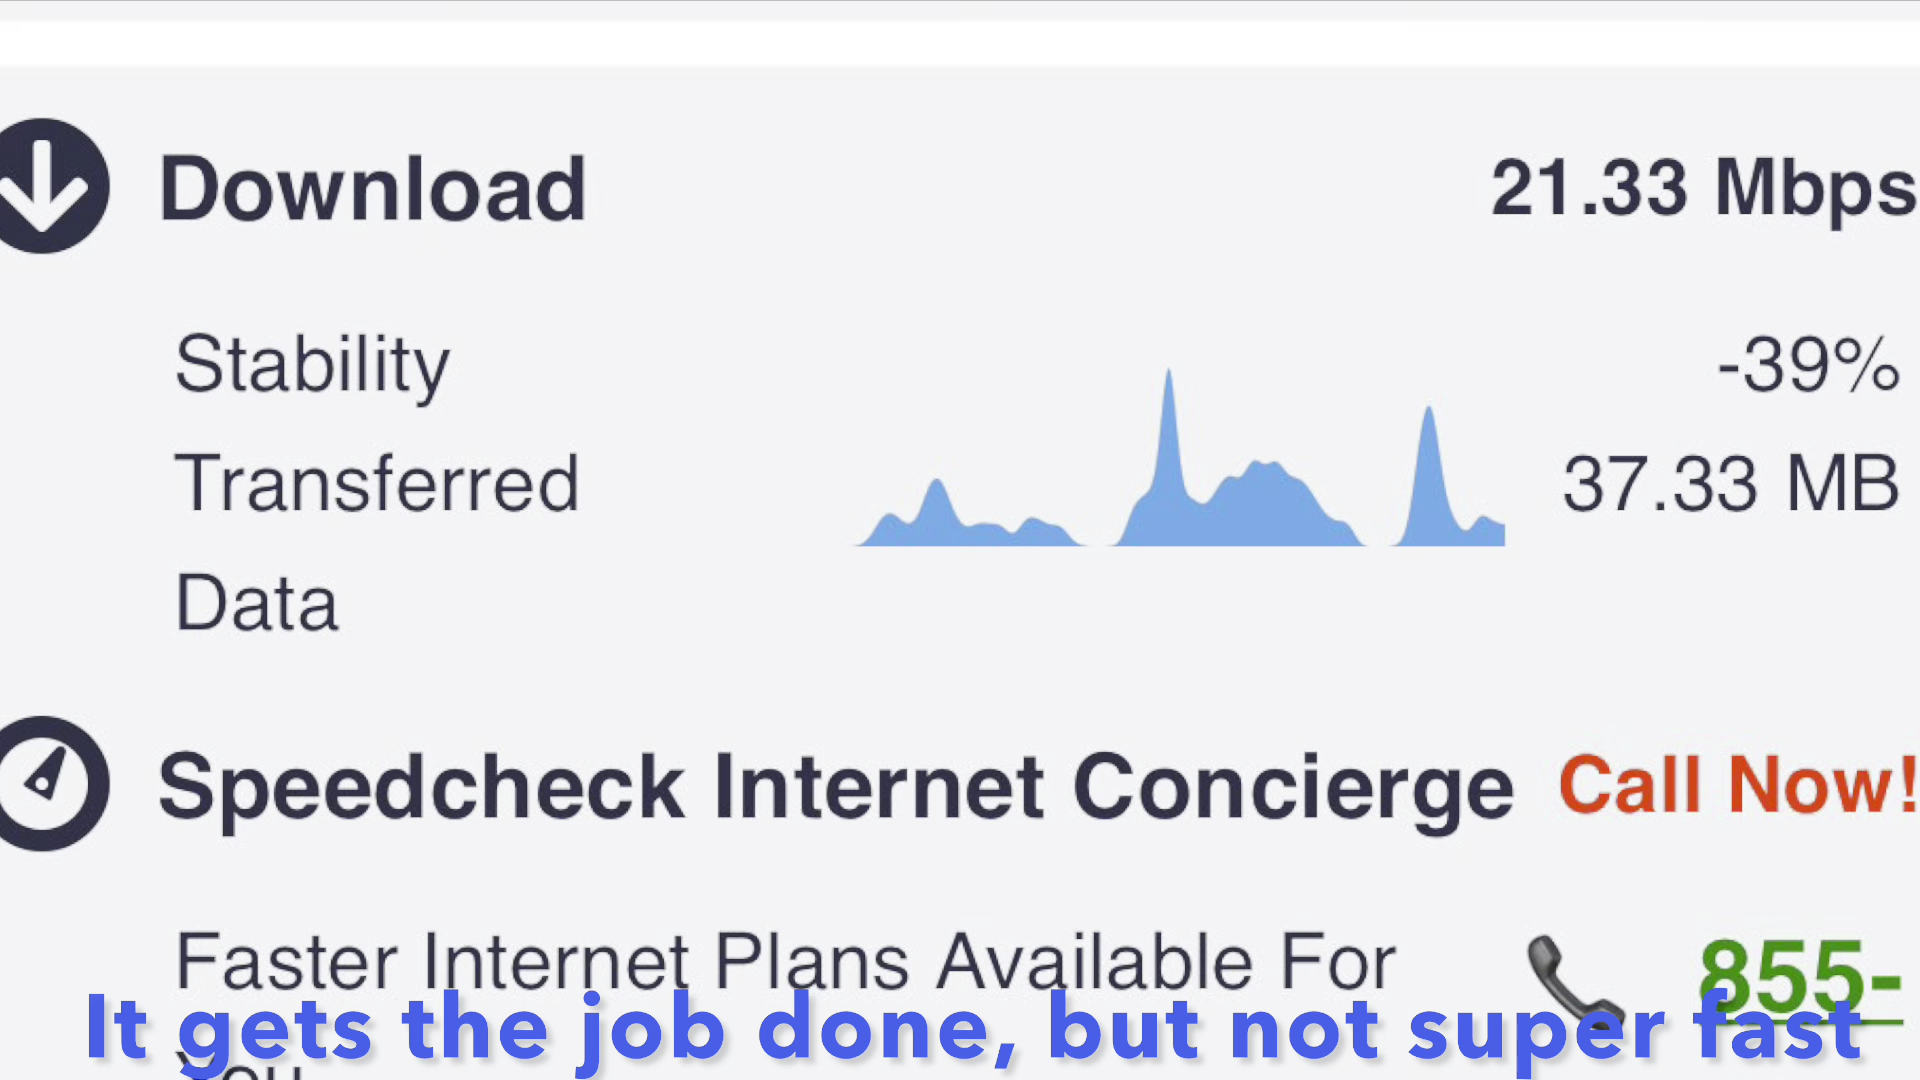 Download 21.33 Mbps
Stability -39%
Transferred 37.33 MB
Data
Speedcheck Internet Concierge Call Now!
Faster Internet Plans Available For 855-
It gets the job done, but not super fast
You